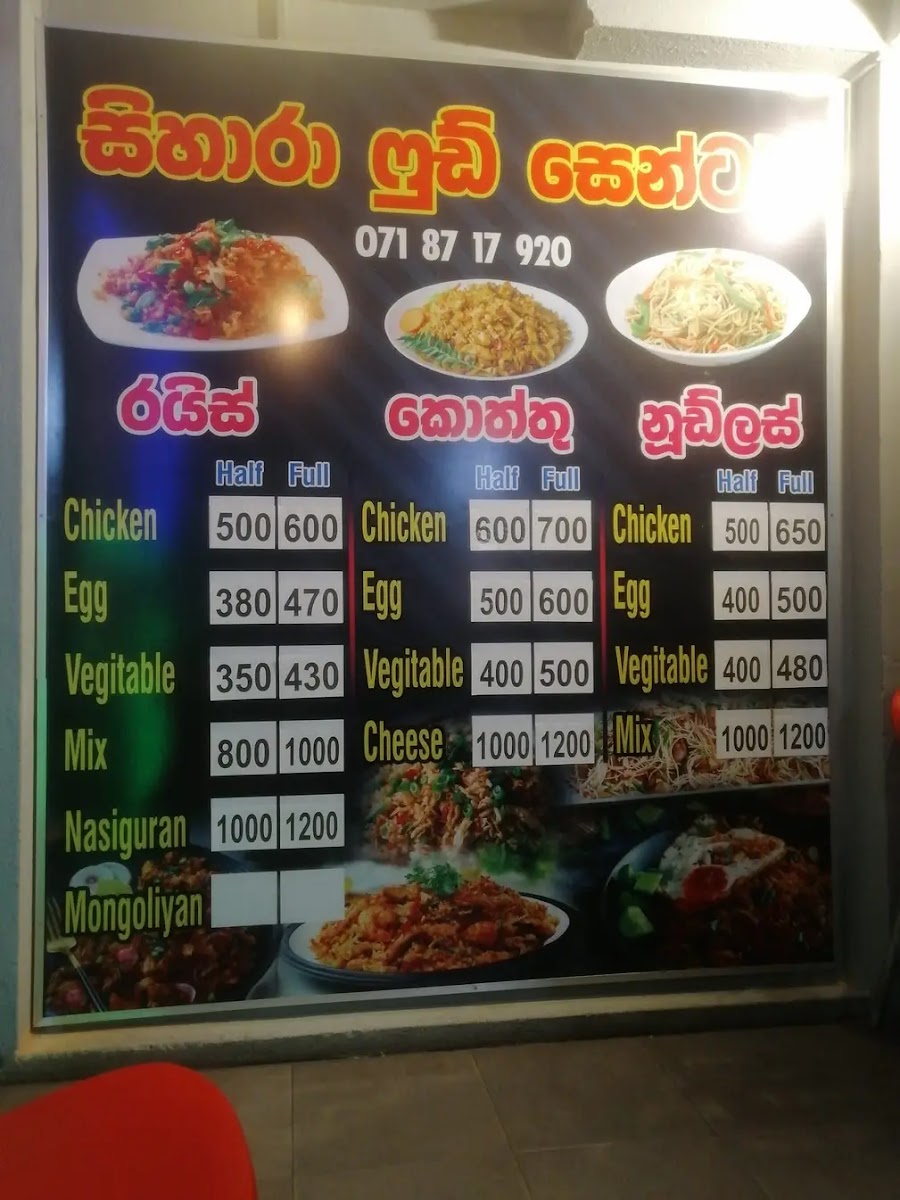 සිහාරා ෆුඩ් සෙන්ට
071 87 17 920
රයිස්
Half Full
Chicken 500 600
Egg 380 470
Vegitable 350 430
Mix 800 1000
Nasiguran 1000 1200
Mongoliyan
කොත්තු
Half Full
Chicken 600 700
Egg 500 600
Vegitable 400 500
Cheese 1000 1200
නූඩ්ලස්
Half Full
Chicken 500 650
Egg 400 500
Vegitable 400 480
Mix 1000 1200